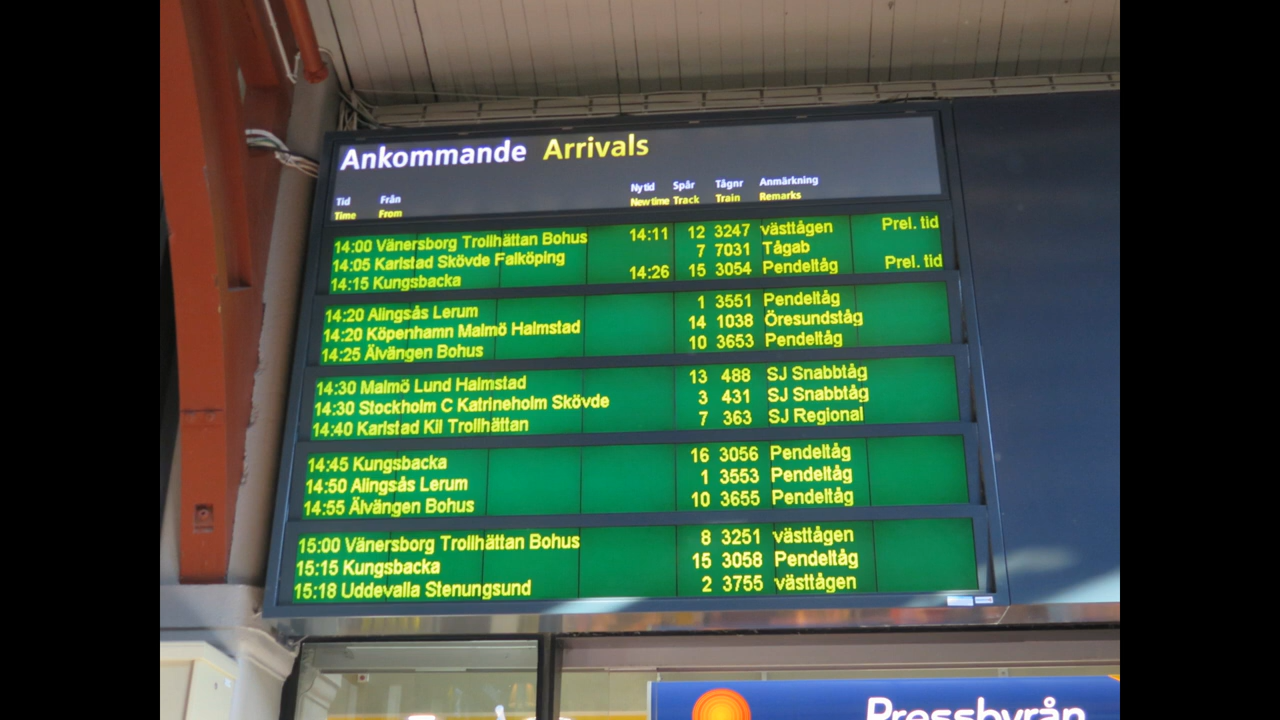 Ankommande Arrivals
Tid Från Ny tid Spår Tågnr Anmärkning
Time From New time Track Train Remarks
14:00 Vänersborg Trollhättan Bohus 14:11 12 3247 västtågen Prel. tid
14:05 Karlstad Skövde Falköping 7 7031 Tågab
14:15 Kungsbacka 14:26 15 3054 Pendeltåg Prel. tid
14:20 Alingsås Lerum 1 3551 Pendeltåg
14:20 Köpenhamn Malmö Halmstad 14 1038 Öresundståg
14:25 Älvängen Bohus 10 3653 Pendeltåg
14:30 Malmö Lund Halmstad 13 488 SJ Snabbtåg
14:30 Stockholm C Katrineholm Skövde 3 431 SJ Snabbtåg
14:40 Karlstad Kil Trollhättan 7 363 SJ Regional
14:45 Kungsbacka 16 3056 Pendeltåg
14:50 Alingsås Lerum 1 3553 Pendeltåg
14:55 Älvängen Bohus 10 3655 Pendeltåg
15:00 Vänersborg Trollhättan Bohus 8 3251 västtågen
15:15 Kungsbacka 15 3058 Pendeltåg
15:18 Uddevalla Stenungsund 2 3755 västtågen
Pressbyrån